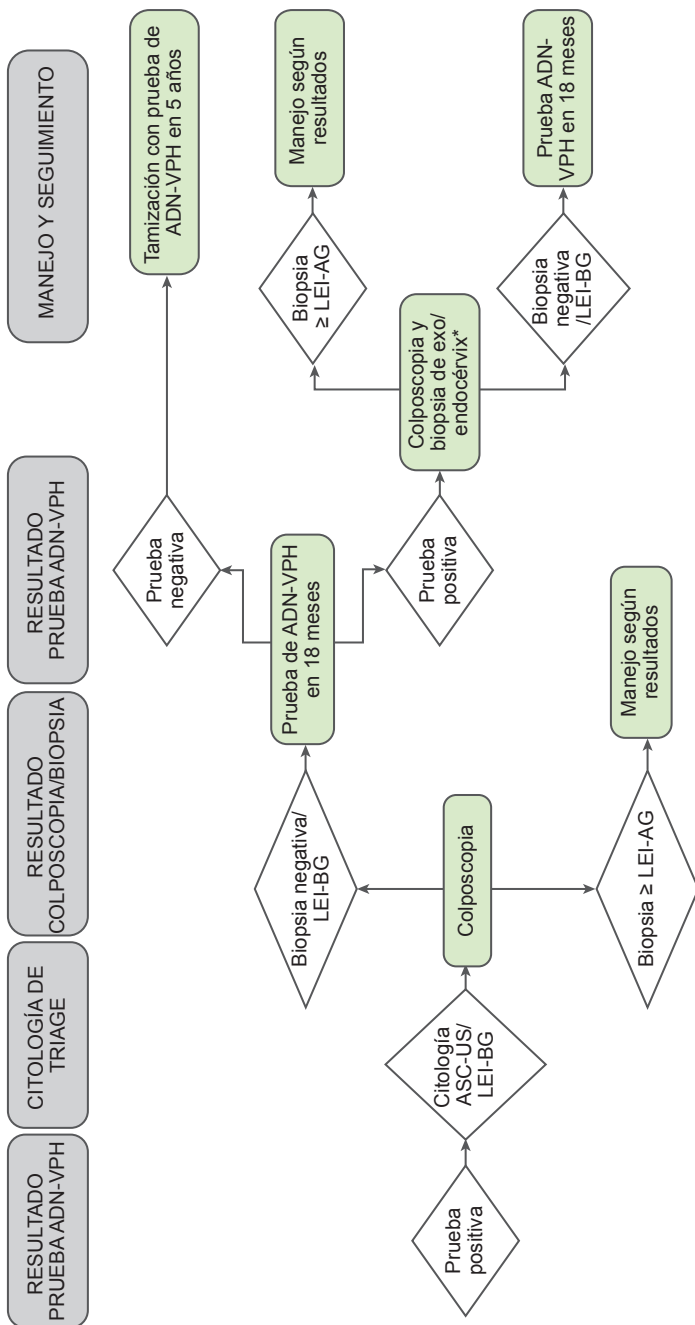 RESULTADO
PRUEBA ADN-VPH
CITOLOGÍA DE
TRIAGE
RESULTADO
COLPOSCOPIA/BIOPSIA
RESULTADO
PRUEBA ADN-VPH
MANEJO Y SEGUIMIENTO
Prueba
positiva
Citología
ASC-US/
LEI-BG
Colposcopia
Biopsia negativa/
LEI-BG
Biopsia ≥ LEI-AG
Prueba de ADN-VPH
en 18 meses
Manejo según
resultados
Prueba
negativa
Prueba
positiva
Tamización con prueba de
ADN-VPH en 5 años
Colposcopia y
biopsia de exo/
endocérvix*
Biopsia
≥ LEI-AG
Biopsia
negativa
/LEI-BG
Manejo según
resultados
Prueba ADN-
VPH en 18 meses